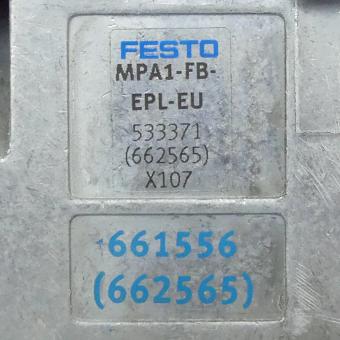 FESTO
MPA1-FB-
EPL-EU
533371
(662565)
X107
661556
(662565)